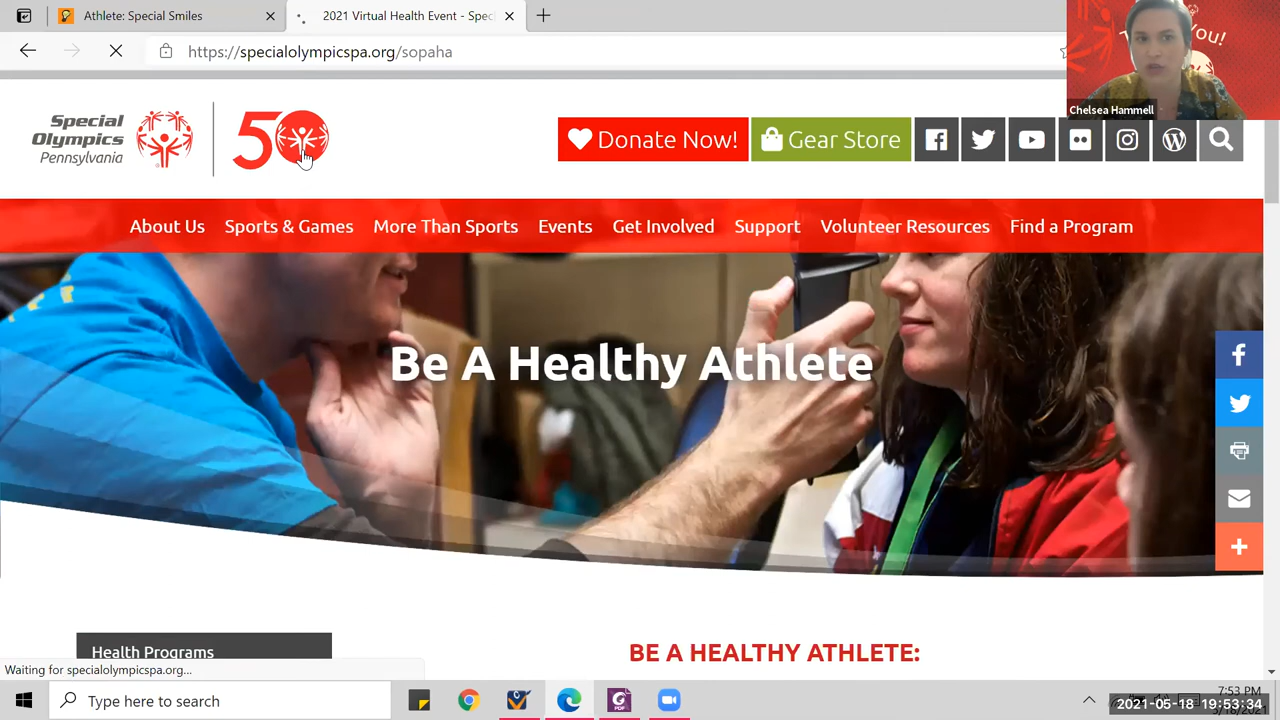 Athlete: Special Smiles
2021 Virtual Health Event - Spec
https://specialolympicspa.org/sopaha
you!
Chelsea Hammell
Special
Olympics
Pennsylvania
50
Donate Now!
Gear Store
About Us Sports & Games More Than Sports Events Get Involved Support Volunteer Resources Find a Program
Be A Healthy Athlete
Health Programs
BE A HEALTHY ATHLETE:
Waiting for specialolympicspa.org...
Type here to search
7:53 PM
2021-05-18 19:53:34